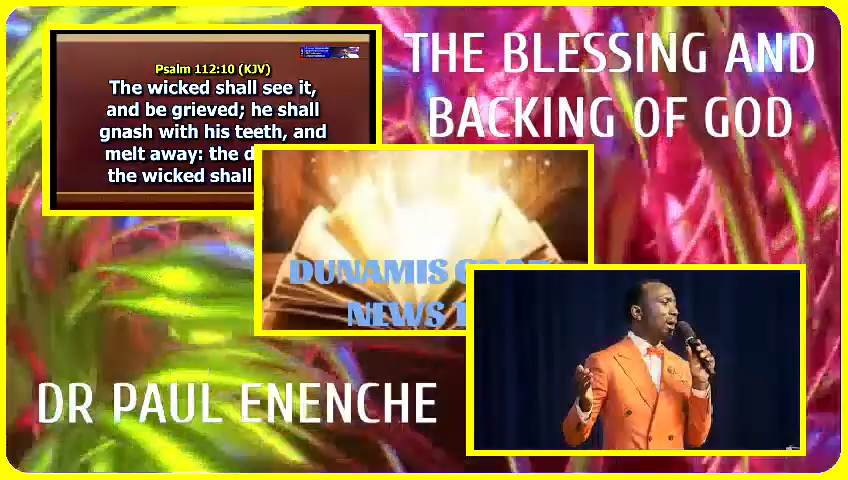 Psalm 112:10 (KJV)
The wicked shall see it,
and be grieved; he shall
gnash with his teeth, and
melt away: the
the wicked shall
THE BLESSING AND
BACKING OF GOD
DUNAMIS
NEWS
DR PAUL ENENCHE